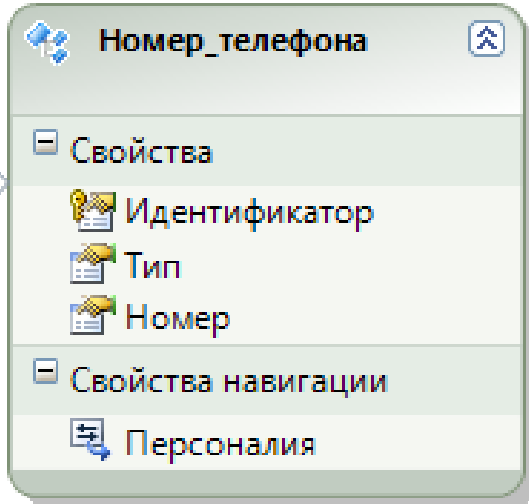 Номер_телефона
Свойства
Идентификатор
Тип
Номер
Свойства навигации
Персоналия